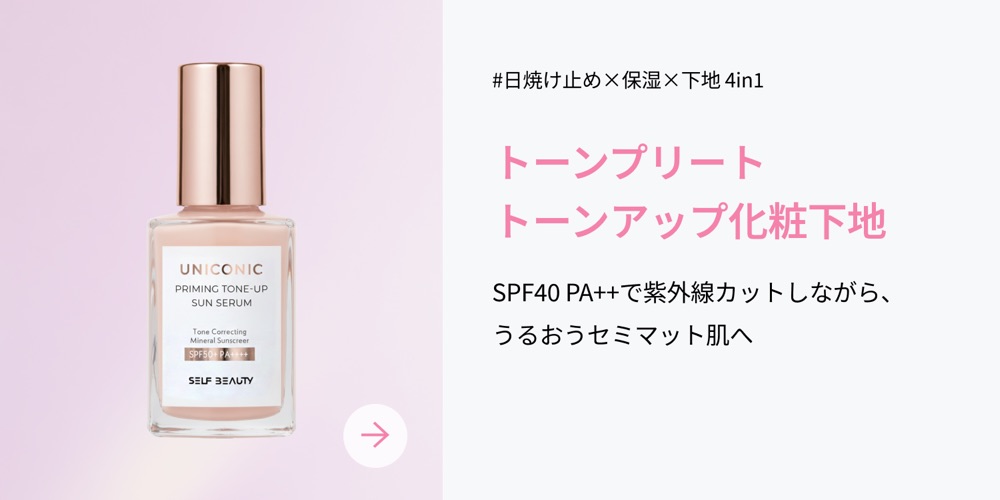 UNICONIC
PRIMING TONE-UP
SUN SERUM
Tone Correcting
Mineral Sunscreer
SPF50+ PA++++
SELF BEAUTY
#日焼け止め×保湿×下地 4in1
トーンプリート
トーンアップ化粧下地
SPF40 PA++で紫外線カットしながら、
うるおうセミマット肌へ